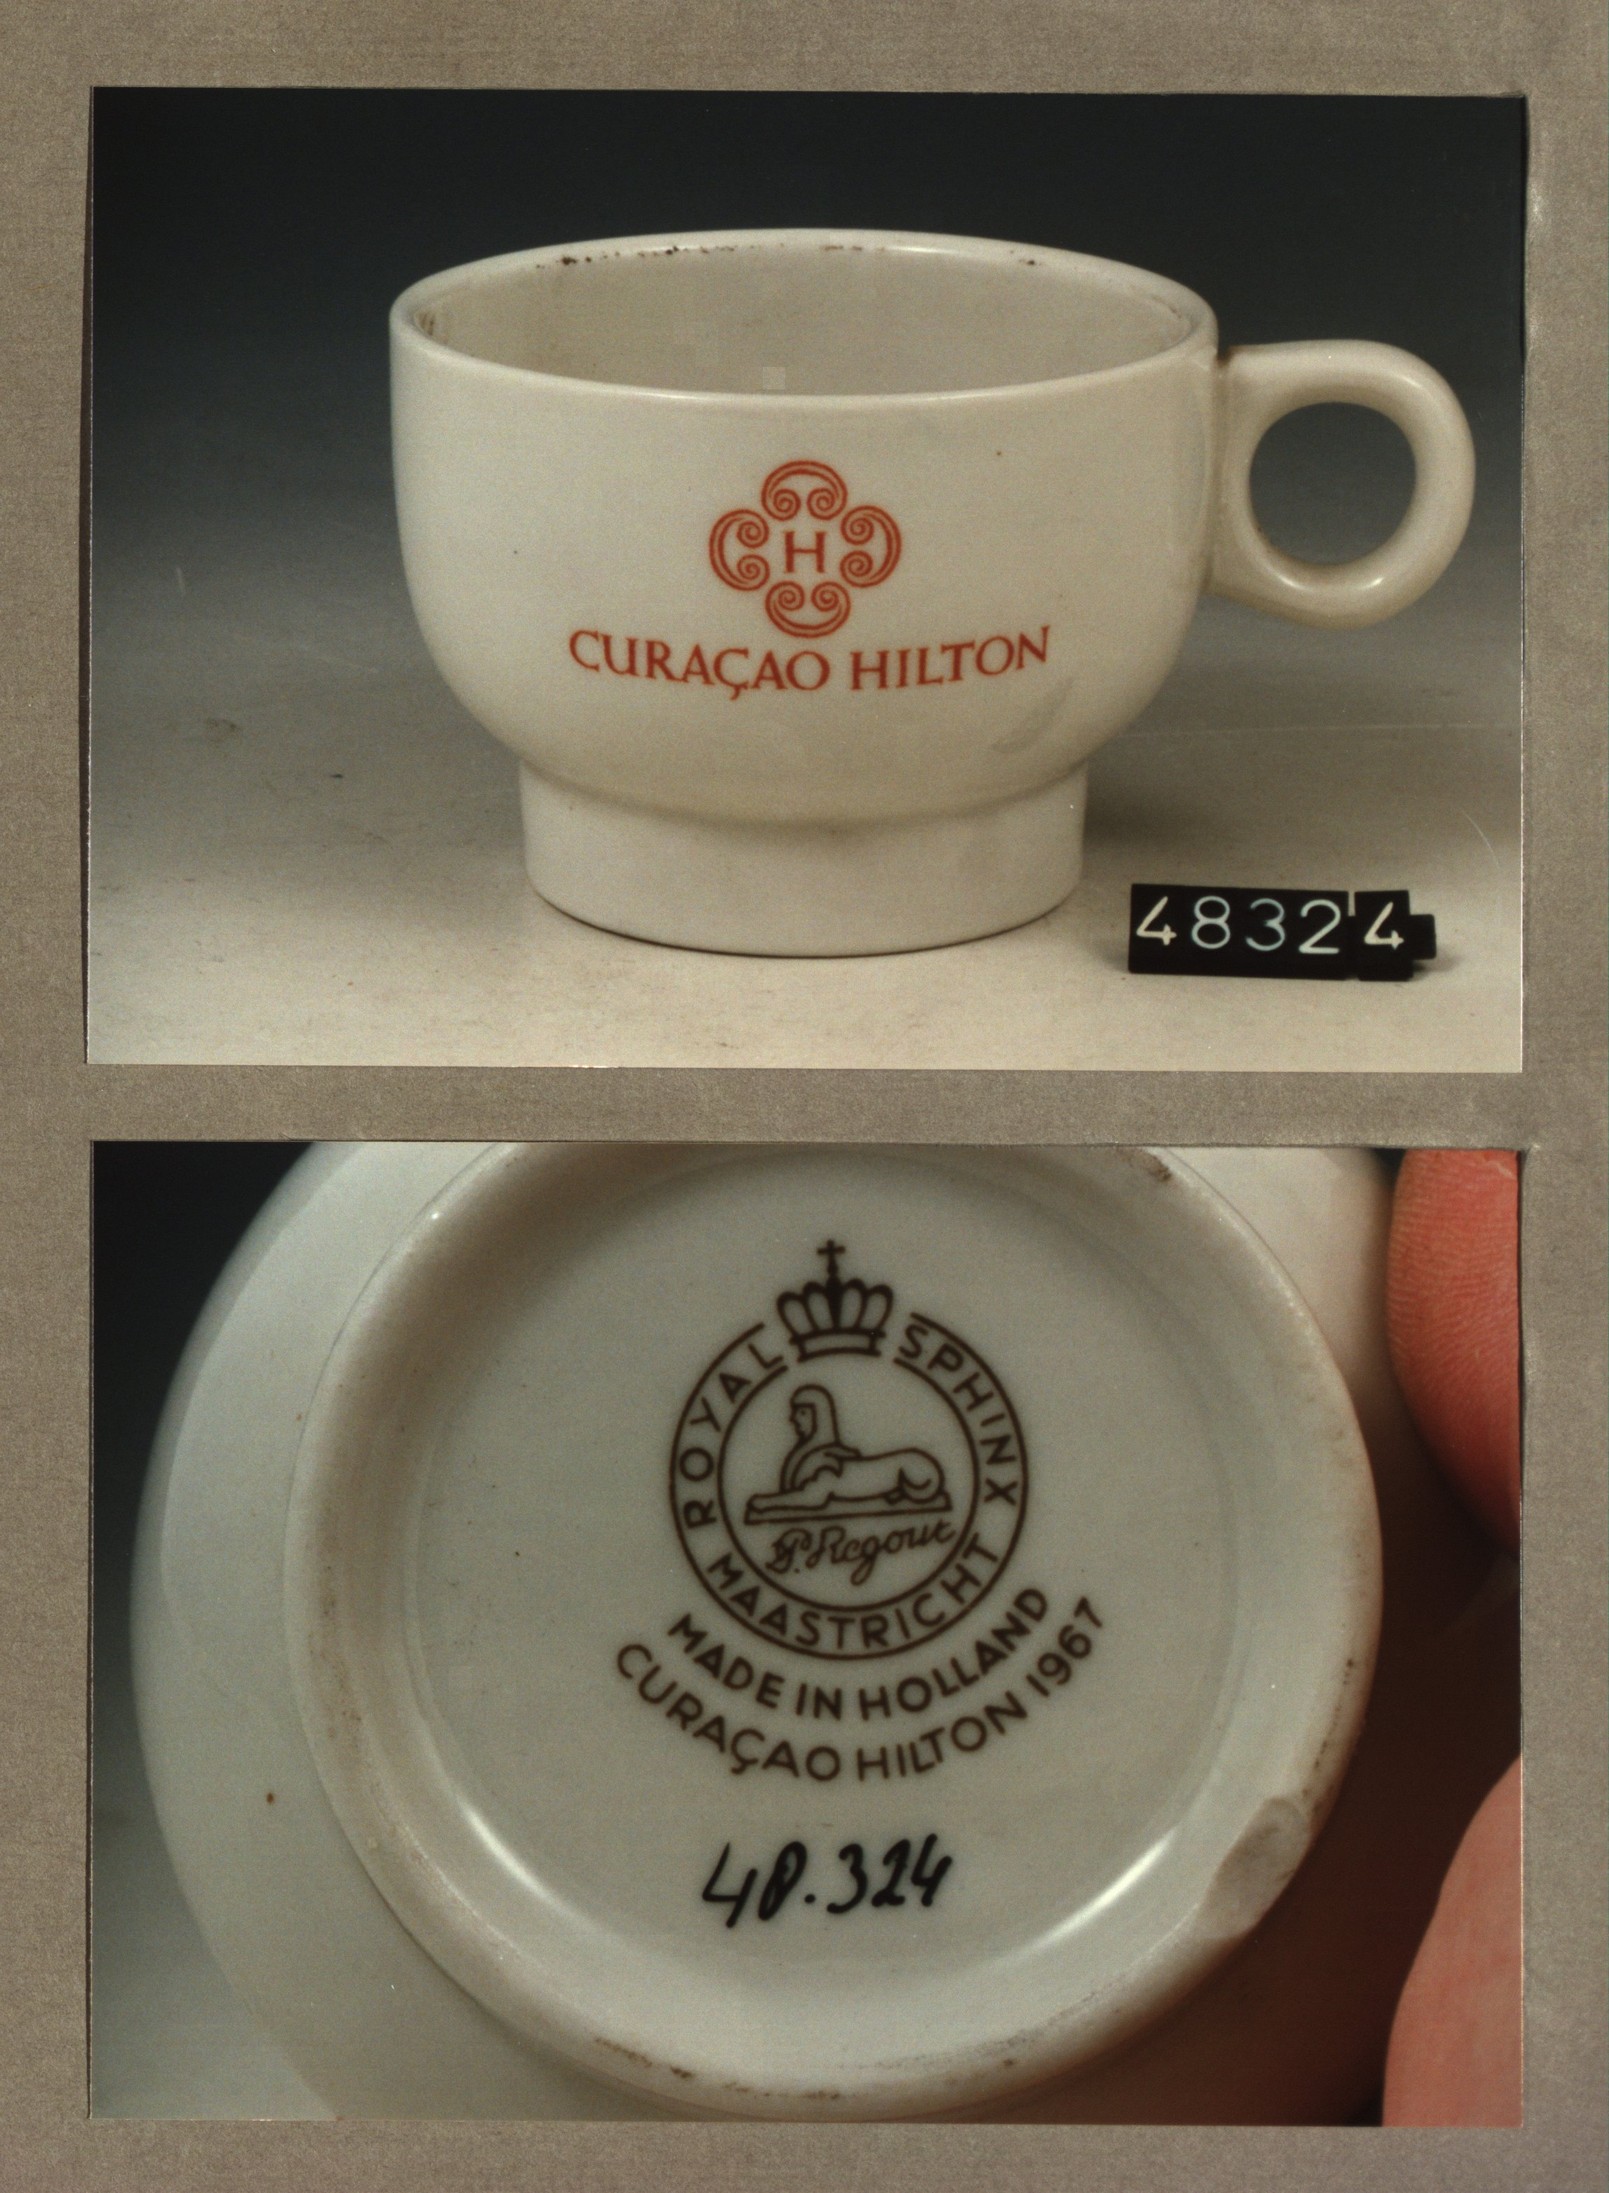 H
CURAÇAO HILTON
48324
ROYAL SPHINX
P. Regout
MAASTRICHT
MADE IN HOLLAND
CURAÇAO HILTON 1967
48.324